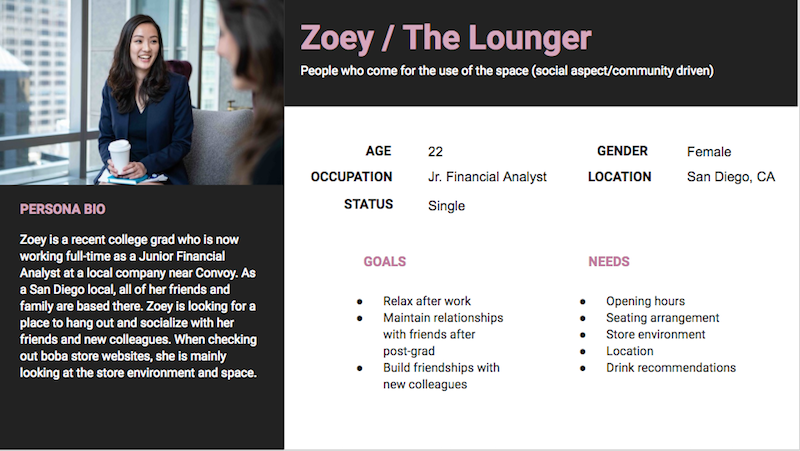 Zoey / The Lounger
People who come for the use of the space (social aspect/community driven)
AGE 22
GENDER Female
OCCUPATION Jr. Financial Analyst
LOCATION San Diego, CA
STATUS Single
PERSONA BIO
Zoey is a recent college grad who is now
working full-time as a Junior Financial
Analyst at a local company near Convoy. As
a San Diego local, all of her friends and
family are based there. Zoey is looking for a
place to hang out and socialize with her
friends and new colleagues. When checking
out boba store websites, she is mainly
looking at the store environment and space.
GOALS
● Relax after work
● Maintain relationships
with friends after
post-grad
● Build friendships with
new colleagues
NEEDS
● Opening hours
● Seating arrangement
● Store environment
● Location
● Drink recommendations